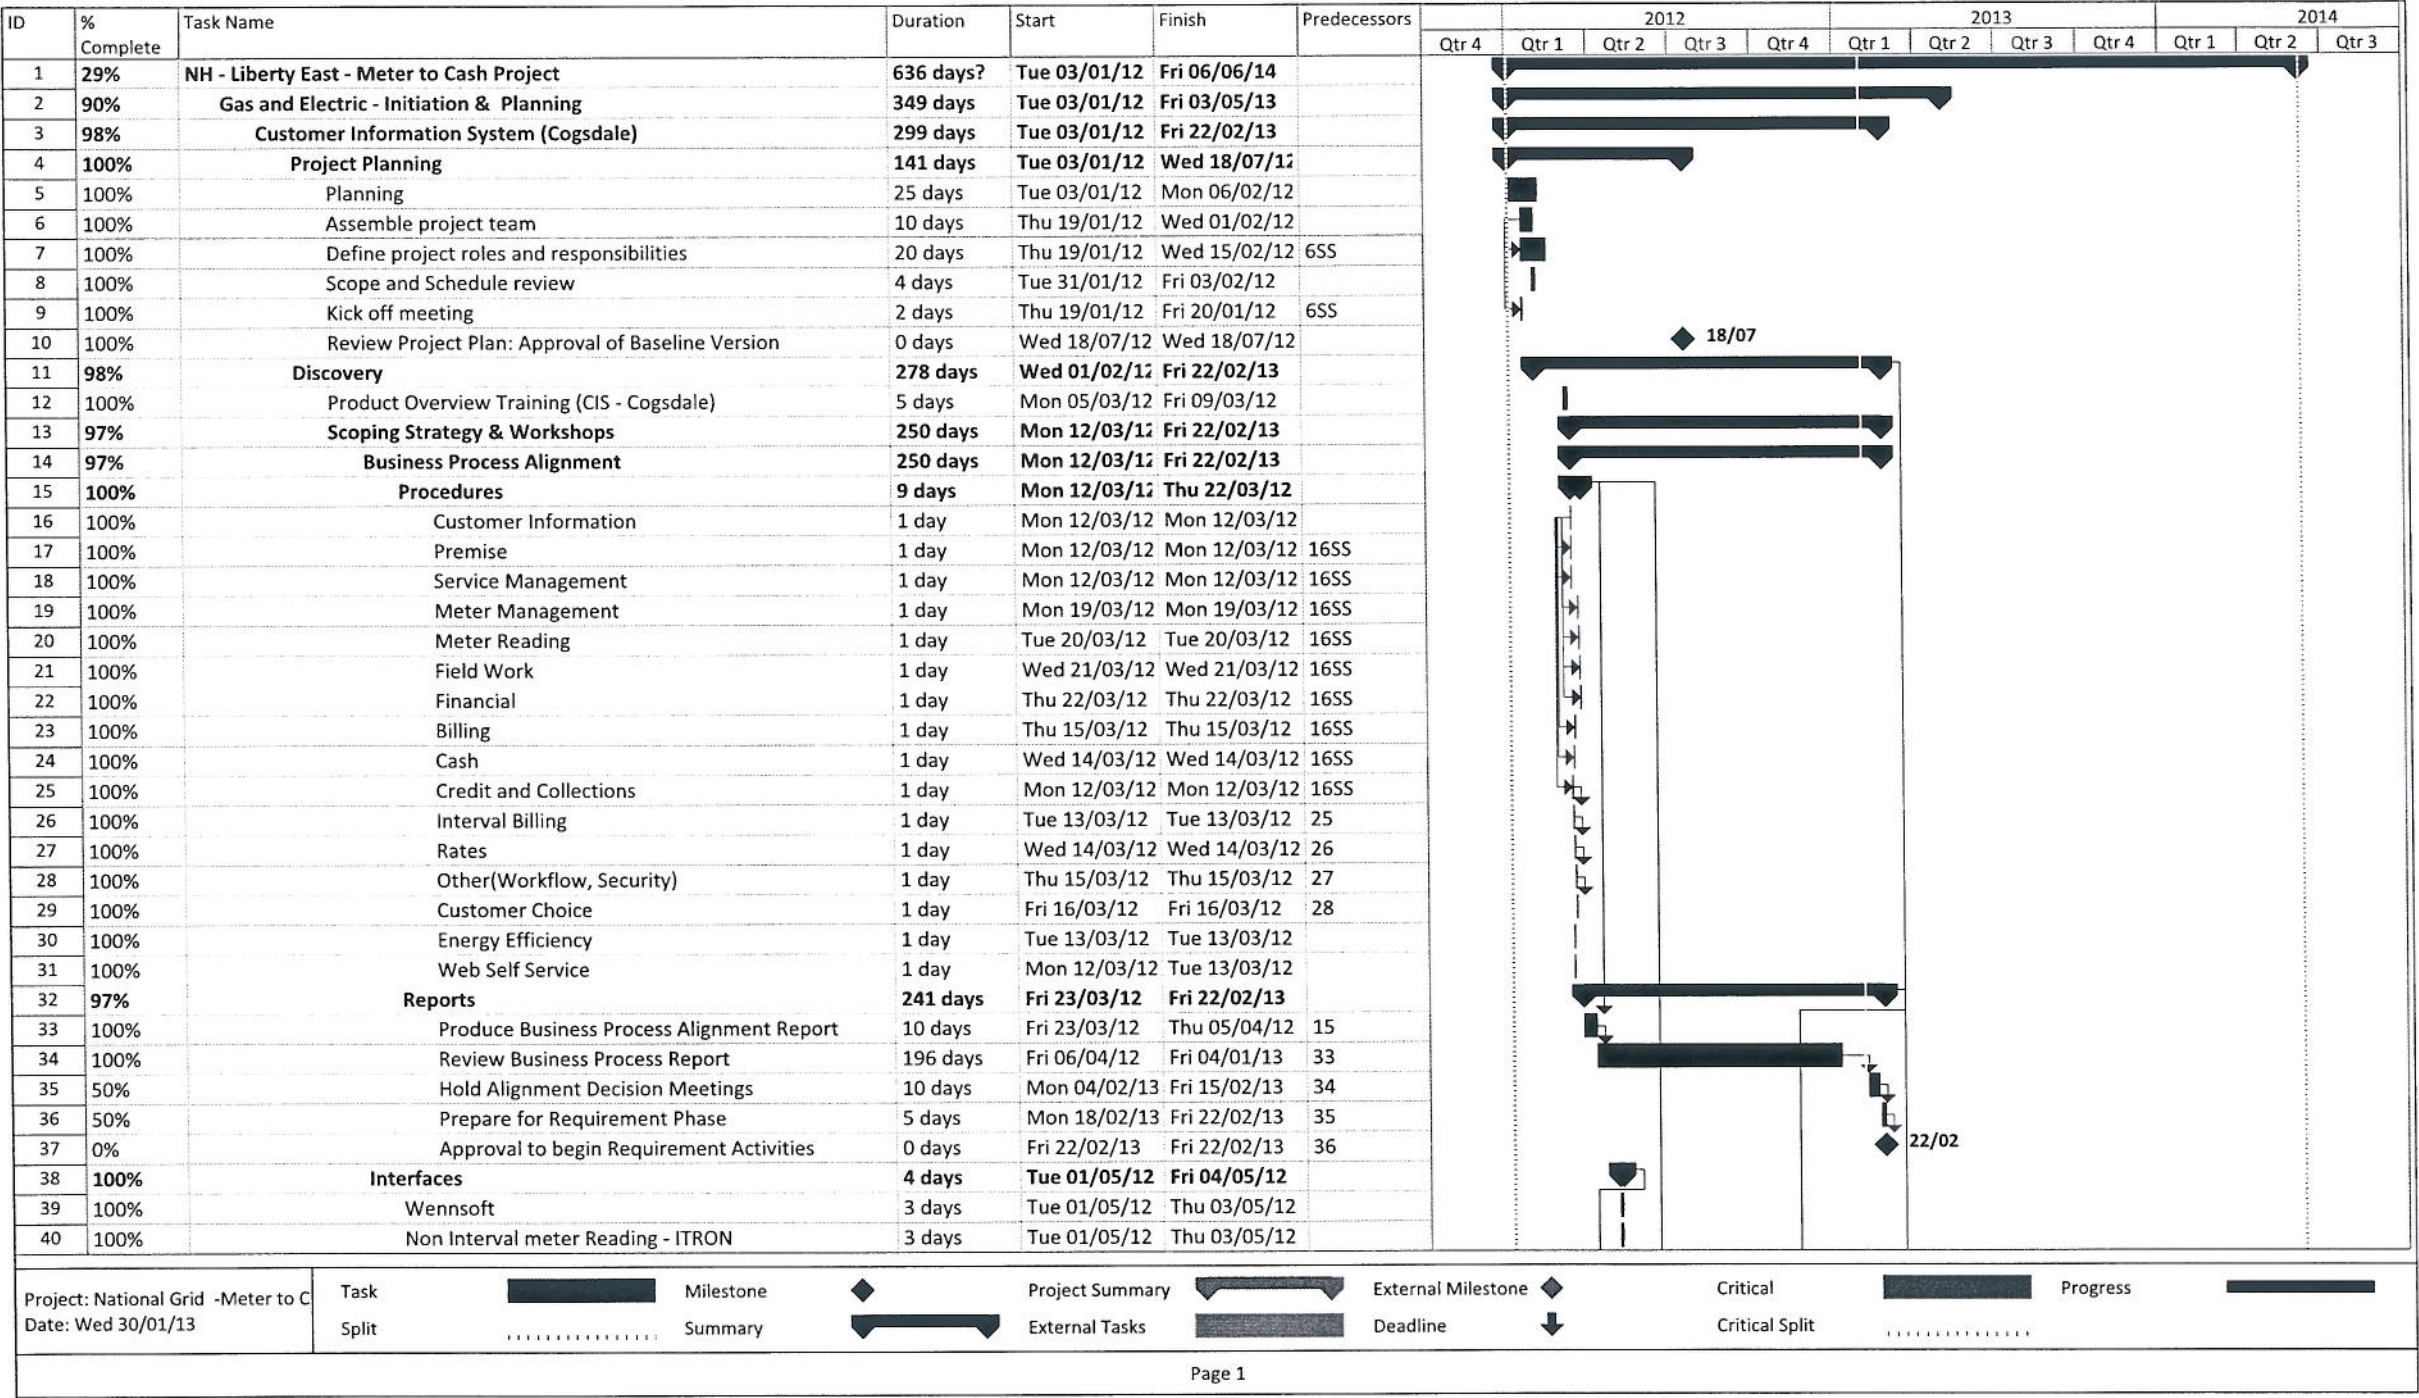 ID % Complete Task Name Duration Start Finish Predecessors 2012 2013 2014
Qtr 4 Qtr 1 Qtr 2 Qtr 3 Qtr 4 Qtr 1 Qtr 2 Qtr 3 Qtr 4 Qtr 1 Qtr 2 Qtr 3
1 29% NH - Liberty East - Meter to Cash Project 636 days? Tue 03/01/12 Fri 06/06/14
2 90% Gas and Electric - Initiation & Planning 349 days Tue 03/01/12 Fri 03/05/13
3 98% Customer Information System (Cogsdale) 299 days Tue 03/01/12 Fri 22/02/13
4 100% Project Planning 141 days Tue 03/01/12 Wed 18/07/12
5 100% Planning 25 days Tue 03/01/12 Mon 06/02/12
6 100% Assemble project team 10 days Thu 19/01/12 Wed 01/02/12
7 100% Define project roles and responsibilities 20 days Thu 19/01/12 Wed 15/02/12 6SS
8 100% Scope and Schedule review 4 days Tue 31/01/12 Fri 03/02/12
9 100% Kick off meeting 2 days Thu 19/01/12 Fri 20/01/12 6SS
10 100% Review Project Plan: Approval of Baseline Version 0 days Wed 18/07/12 Wed 18/07/12 18/07
11 98% Discovery 278 days Wed 01/02/12 Fri 22/02/13
12 100% Product Overview Training (CIS - Cogsdale) 5 days Mon 05/03/12 Fri 09/03/12
13 97% Scoping Strategy & Workshops 250 days Mon 12/03/12 Fri 22/02/13
14 97% Business Process Alignment 250 days Mon 12/03/12 Fri 22/02/13
15 100% Procedures 9 days Mon 12/03/12 Thu 22/03/12
16 100% Customer Information 1 day Mon 12/03/12 Mon 12/03/12
17 100% Premise 1 day Mon 12/03/12 Mon 12/03/12 16SS
18 100% Service Management 1 day Mon 12/03/12 Mon 12/03/12 16SS
19 100% Meter Management 1 day Mon 19/03/12 Mon 19/03/12 16SS
20 100% Meter Reading 1 day Tue 20/03/12 Tue 20/03/12 16SS
21 100% Field Work 1 day Wed 21/03/12 Wed 21/03/12 16SS
22 100% Financial 1 day Thu 22/03/12 Thu 22/03/12 16SS
23 100% Billing 1 day Thu 15/03/12 Thu 15/03/12 16SS
24 100% Cash 1 day Wed 14/03/12 Wed 14/03/12 16SS
25 100% Credit and Collections 1 day Mon 12/03/12 Mon 12/03/12 16SS
26 100% Interval Billing 1 day Tue 13/03/12 Tue 13/03/12 25
27 100% Rates 1 day Wed 14/03/12 Wed 14/03/12 26
28 100% Other(Workflow, Security) 1 day Thu 15/03/12 Thu 15/03/12 27
29 100% Customer Choice 1 day Fri 16/03/12 Fri 16/03/12 28
30 100% Energy Efficiency 1 day Tue 13/03/12 Tue 13/03/12
31 100% Web Self Service 1 day Mon 12/03/12 Tue 13/03/12
32 97% Reports 241 days Fri 23/03/12 Fri 22/02/13
33 100% Produce Business Process Alignment Report 10 days Fri 23/03/12 Thu 05/04/12 15
34 100% Review Business Process Report 196 days Fri 06/04/12 Fri 04/01/13 33
35 50% Hold Alignment Decision Meetings 10 days Mon 04/02/13 Fri 15/02/13 34
36 50% Prepare for Requirement Phase 5 days Mon 18/02/13 Fri 22/02/13 35
37 0% Approval to begin Requirement Activities 0 days Fri 22/02/13 Fri 22/02/13 36 22/02
38 100% Interfaces 4 days Tue 01/05/12 Fri 04/05/12
39 100% Wennsoft 3 days Tue 01/05/12 Thu 03/05/12
40 100% Non Interval meter Reading - ITRON 3 days Tue 01/05/12 Thu 03/05/12
Project: National Grid -Meter to C
Date: Wed 30/01/13
Task Milestone Project Summary External Milestone Critical Progress
Split Summary External Tasks Deadline Critical Split
Page 1